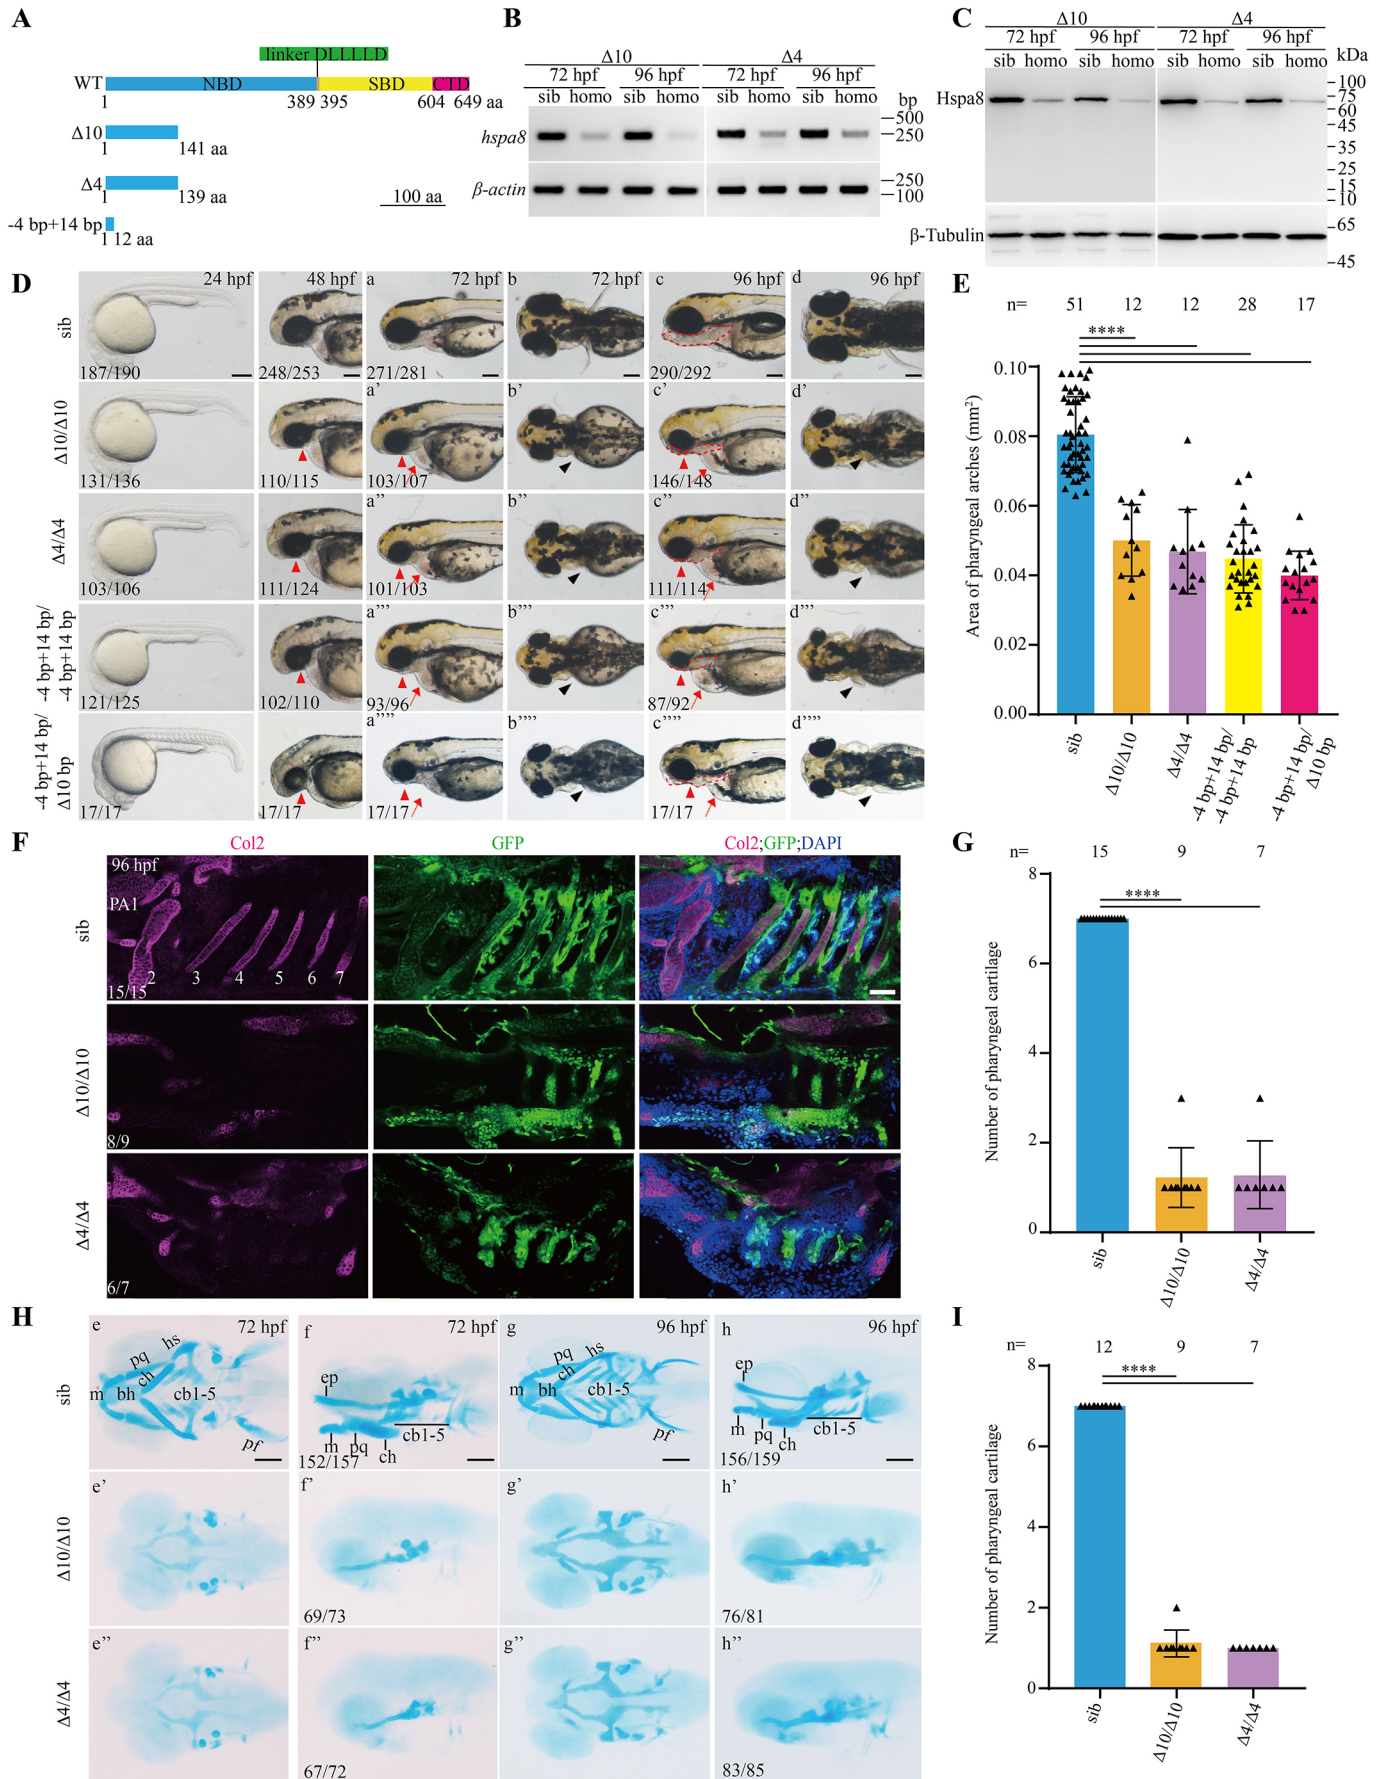 A
linker DLLLLD
WT NBD SBD CTD
1 389 395 604 649 aa
Δ10
1 141 aa
Δ4
1 139 aa
100 aa
-4 bp+14 bp
1 12 aa
B
Δ10 Δ4
72 hpf 96 hpf 72 hpf 96 hpf
sib homo sib homo sib homo sib homo bp
hspa8
500
250
β-actin
250
100
C
Δ10 Δ4
72 hpf 96 hpf 72 hpf 96 hpf
sib homo sib homo sib homo sib homo kDa
Hspa8
100
75
60
45
35
25
15
10
β-Tubulin
65
45
D
24 hpf 48 hpf a 72 hpf b 72 hpf c 96 hpf d 96 hpf
sib
187/190 248/253 271/281 290/292
a’ b’ c’ d’
Δ10/Δ10
131/136 110/115 103/107 146/148
a’’ b’’ c’’ d’’
Δ4/Δ4
103/106 111/124 101/103 111/114
a’’’ b’’’ c’’’ d’’’
-4 bp+14 bp/
-4 bp+14 bp
121/125 102/110 93/96 87/92
a’’’’ b’’’’ c’’’’ d’’’’
-4 bp+14 bp/
Δ10 bp
17/17 17/17 17/17 17/17
E
n= 51 12 12 28 17
****
Area of pharyngeal arches (mm²)
0.10
0.08
0.06
0.04
0.02
0.00
sib
Δ10/Δ10
Δ4/Δ4
-4 bp+14 bp/
-4 bp+14 bp
-4 bp+14 bp/
Δ10 bp
F
Col2 GFP Col2;GFP;DAPI
96 hpf
PA1
sib
2 3 4 5 6 7
15/15
Δ10/Δ10
8/9
Δ4/Δ4
6/7
G
n= 15 9 7
****
Number of pharyngeal cartilage
8
6
4
2
0
sib
Δ10/Δ10
Δ4/Δ4
H
e 72 hpf f 72 hpf g 96 hpf h 96 hpf
sib
m bh pq ch hs cb1-5 pf
ep m pq ch cb1-5
152/157
m bh pq ch hs cb1-5 pf
ep m pq ch cb1-5
156/159
e’ f’ g’ h’
Δ10/Δ10
69/73 76/81
e’’ f’’ g’’ h’’
Δ4/Δ4
67/72 83/85
I
n= 12 9 7
****
Number of pharyngeal cartilage
8
6
4
2
0
sib
Δ10/Δ10
Δ4/Δ4